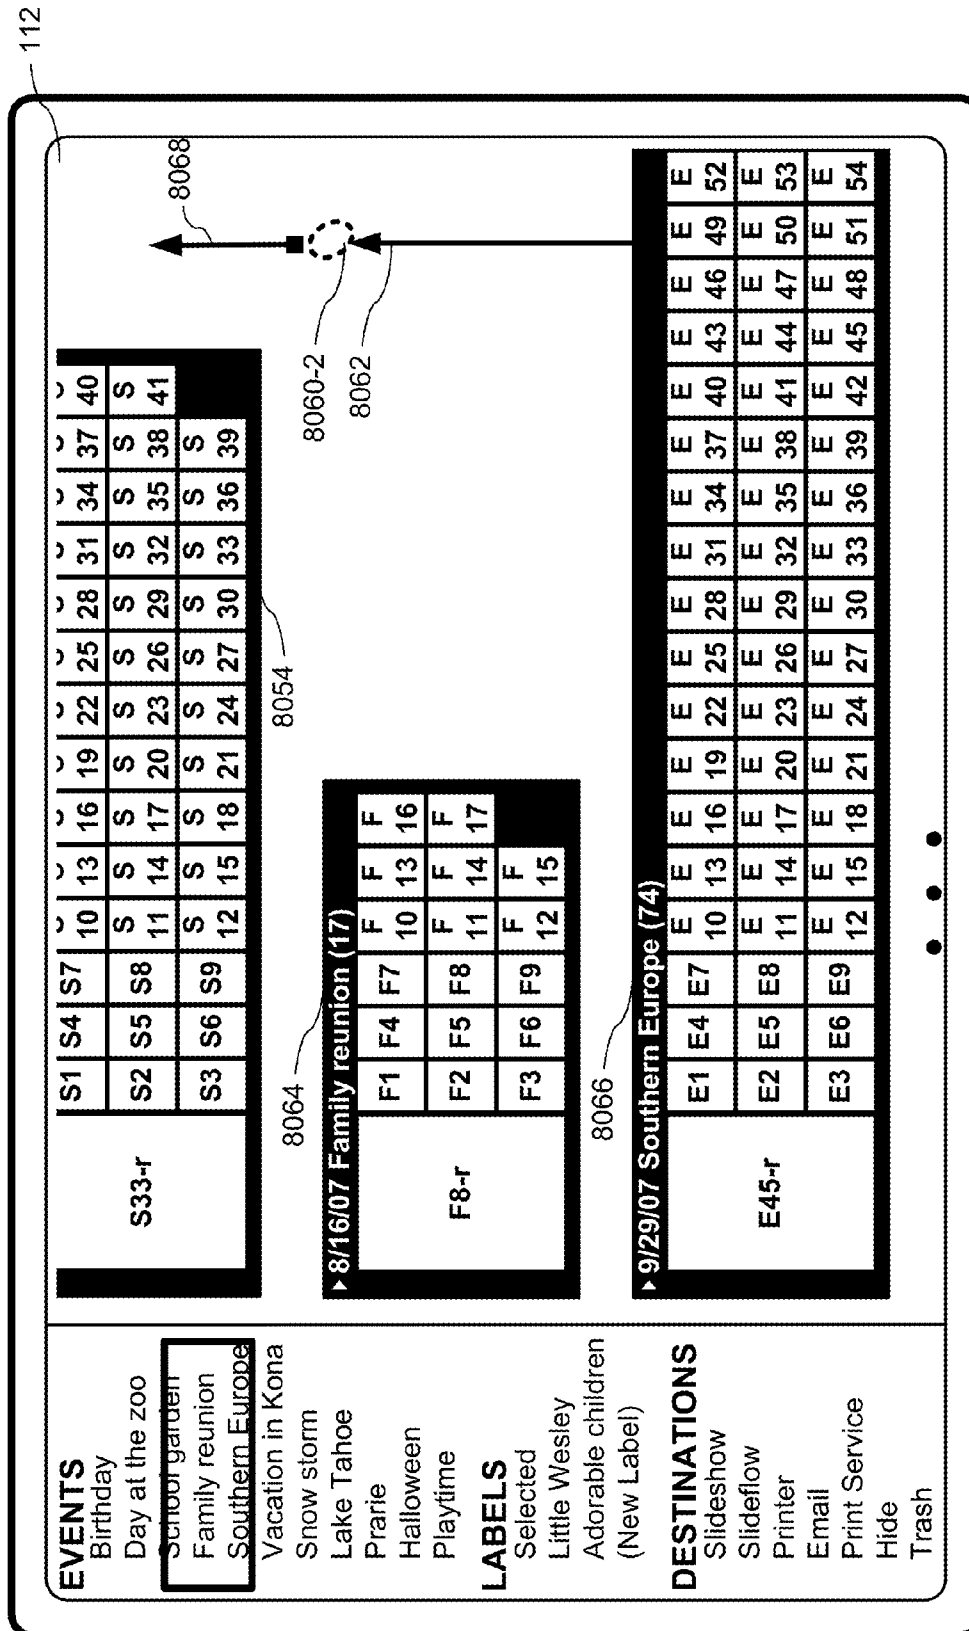 112
EVENTS
Birthday
Day at the zoo
School garden
Family reunion
Southern Europe
Vacation in Kona
Snow storm
Lake Tahoe
Prarie
Halloween
Playtime
LABELS
Selected
Little Wesley
Adorable children
(New Label)
DESTINATIONS
Slideshow
Slideflow
Printer
Email
Print Service
Hide
Trash
S33-r
S1 S4 S7 10 13 16 19 22 25 28 31 34 37 40
S2 S5 S8 S 11 S 14 S 17 S 20 S 23 S 26 S 29 S 32 S 35 S 38 S 41
S3 S6 S9 S 12 S 15 S 18 S 21 S 24 S 27 S 30 S 33 S 36 S 39
8054
8068
8060-2
8062
8064
8/16/07 Family reunion (17)
F8-r
F1 F4 F7 F 10 F 13 F 16
F2 F5 F8 F 11 F 14 F 17
F3 F6 F9 F 12 F 15
8066
9/29/07 Southern Europe (74)
E45-r
E1 E4 E7 E 10 E 13 E 16 E 19 E 22 E 25 E 28 E 31 E 34 E 37 E 40 E 43 E 46 E 49 E 52
E2 E5 E8 E 11 E 14 E 17 E 20 E 23 E 26 E 29 E 32 E 35 E 38 E 41 E 44 E 47 E 50 E 53
E3 E6 E9 E 12 E 15 E 18 E 21 E 24 E 27 E 30 E 33 E 36 E 39 E 42 E 45 E 48 E 51 E 54